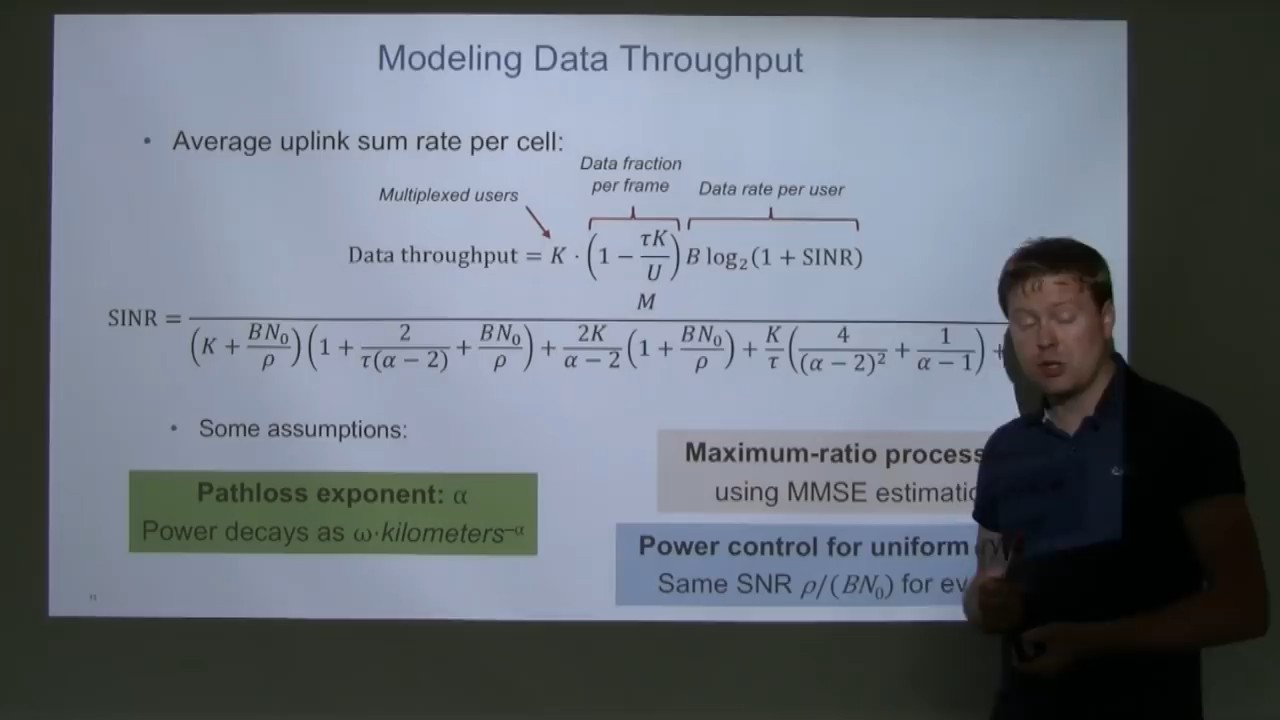 Modeling Data Throughput
• Average uplink sum rate per cell:
Data fraction
per frame
Multiplexed users
Data rate per user
Data throughput = K · (1 − τK/U) B log₂(1 + SINR)
SINR = M / (K + BN₀/ρ)(1 + 2/(τ(α − 2)) + BN₀/ρ) + 2K/(α − 2) (1 + BN₀/ρ) + K/τ (4/(α − 2)² + 1/(α − 1)) +
• Some assumptions:
Pathloss exponent: α
Power decays as ω·kilometers⁻α
Maximum-ratio
using MMSE
Power control for uniform
Same SNR ρ/(BN₀) for
11